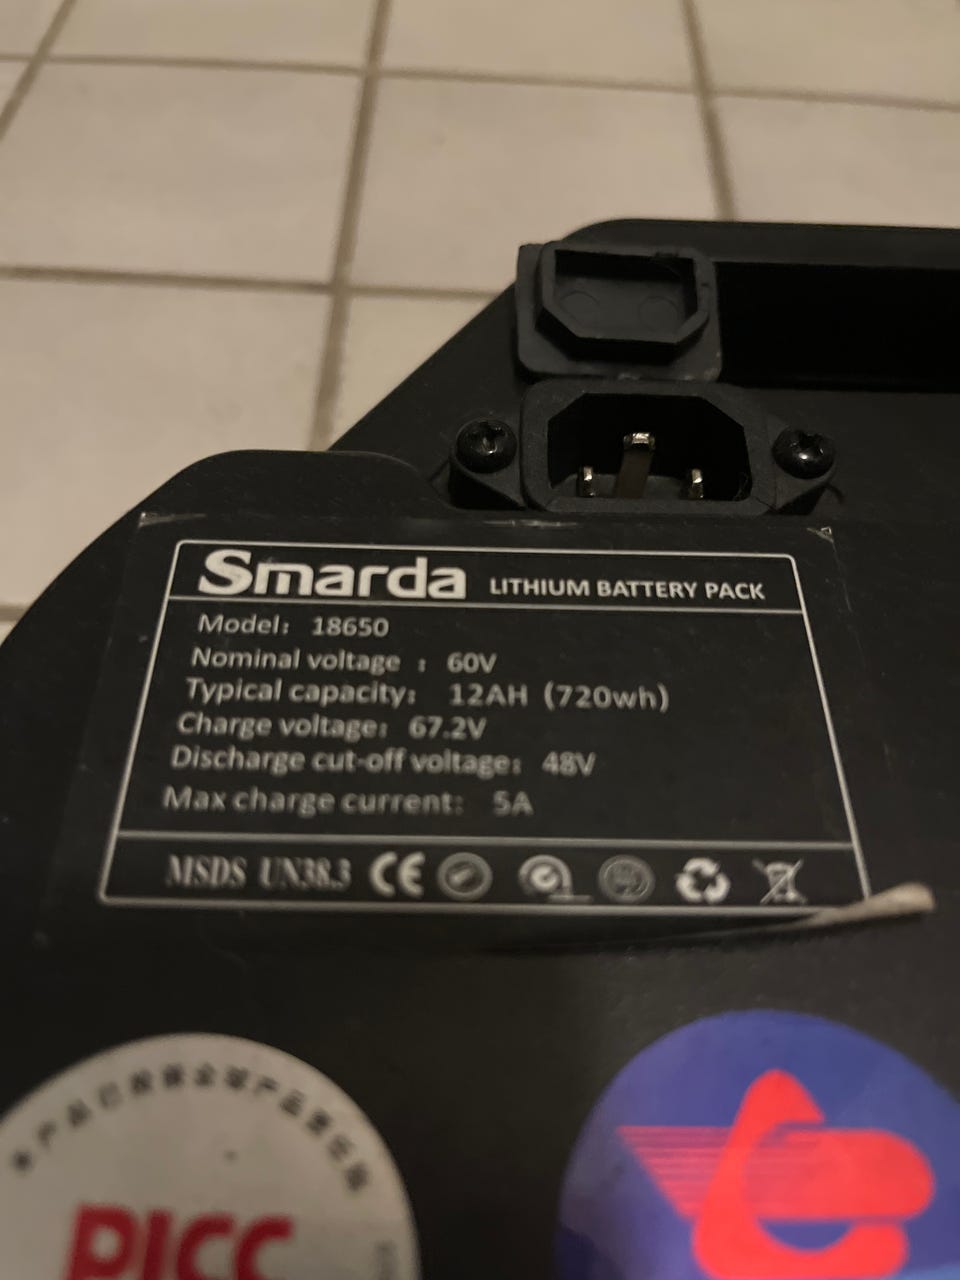 Smarda LITHIUM BATTERY PACK
Model: 18650
Nominal voltage : 60V
Typical capacity: 12AH (720wh)
Charge voltage: 67.2V
Discharge cut-off voltage: 48V
Max charge current: 5A
MSDS UN38.3 CE
PICC